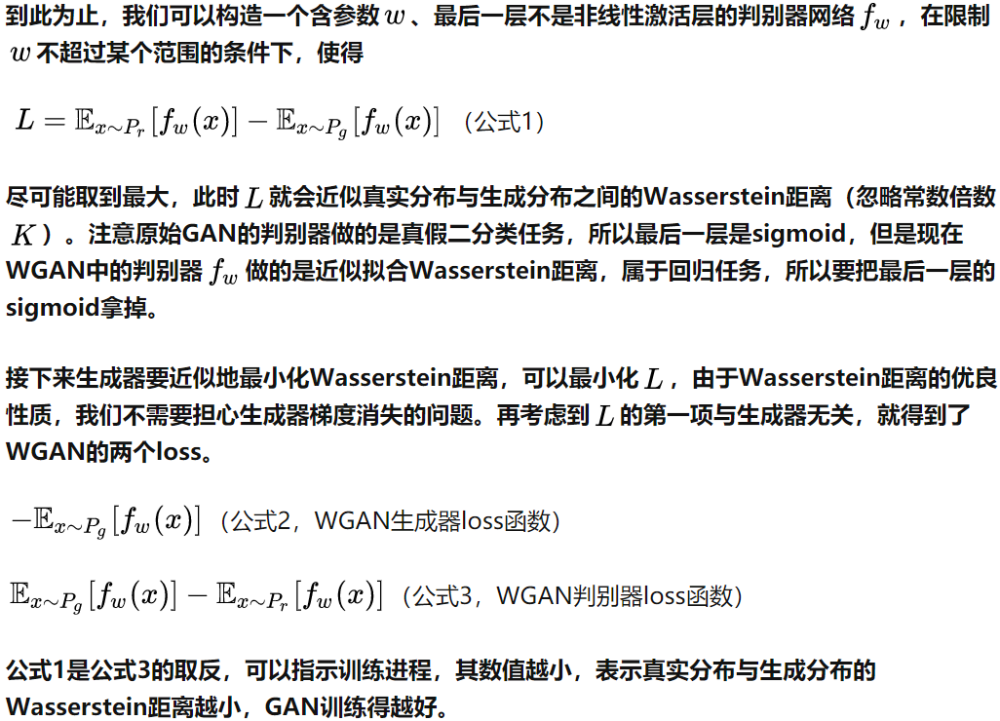 到此为止，我们可以构造一个含参数 w 、最后一层不是非线性激活层的判别器网络 f_w ，在限制
w 不超过某个范围的条件下，使得
L = 𝔼_{x∼P_r}[f_w(x)] − 𝔼_{x∼P_g}[f_w(x)] （公式1）
尽可能取到最大，此时 L 就会近似真实分布与生成分布之间的Wasserstein距离（忽略常数倍数
K ）。注意原始GAN的判别器做的是真假二分类任务，所以最后一层是sigmoid，但是现在
WGAN中的判别器 f_w 做的是近似拟合Wasserstein距离，属于回归任务，所以要把最后一层的
sigmoid拿掉。
接下来生成器要近似地最小化Wasserstein距离，可以最小化 L ，由于Wasserstein距离的优良
性质，我们不需要担心生成器梯度消失的问题。再考虑到 L 的第一项与生成器无关，就得到了
WGAN的两个loss。
−𝔼_{x∼P_g}[f_w(x)] （公式2，WGAN生成器loss函数）
𝔼_{x∼P_g}[f_w(x)] − 𝔼_{x∼P_r}[f_w(x)] （公式3，WGAN判别器loss函数）
公式1是公式3的取反，可以指示训练进程，其数值越小，表示真实分布与生成分布的
Wasserstein距离越小，GAN训练得越好。